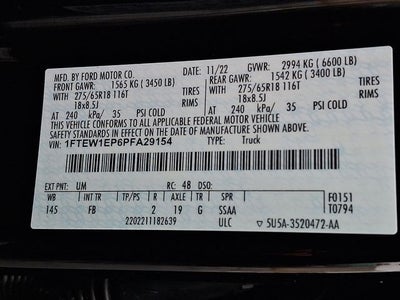 MFD. BY FORD MOTOR CO.
11/22 GVWR: 2994 KG ( 6600 LB)
FRONT GAWR: 1565 KG ( 3450 LB)
REAR GAWR: 1542 KG ( 3400 LB)
WITH 275/65R18 116T TIRES
WITH 275/65R18 116T TIRES
18x8.5J RIMS
18x8.5J RIMS
AT 240 kPa/ 35 PSI COLD
AT 240 kPa/ 35 PSI COLD
THIS VEHICLE CONFORMS TO ALL APPLICABLE FEDERAL MOTOR VEHICLE
SAFETY STANDARDS IN EFFECT ON THE DATE OF MANUFACTURE SHOWN ABOVE.
VIN: 1FTEW1EP6PFA29154
TYPE: Truck
EXT PNT: UM RC: 48 DSO:
WB INT TR TP/PS R AXLE TR SPR
145 FB 2 19 G SSAA
F0151
T0794
2202211182639 ULC 5U5A-3520472-AA